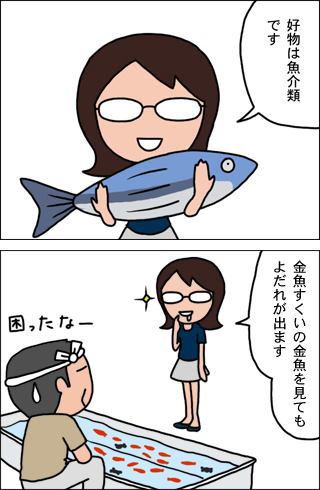 好物は魚介類
です
金魚すくいの金魚を見ても
よだれが出ます
困ったなー